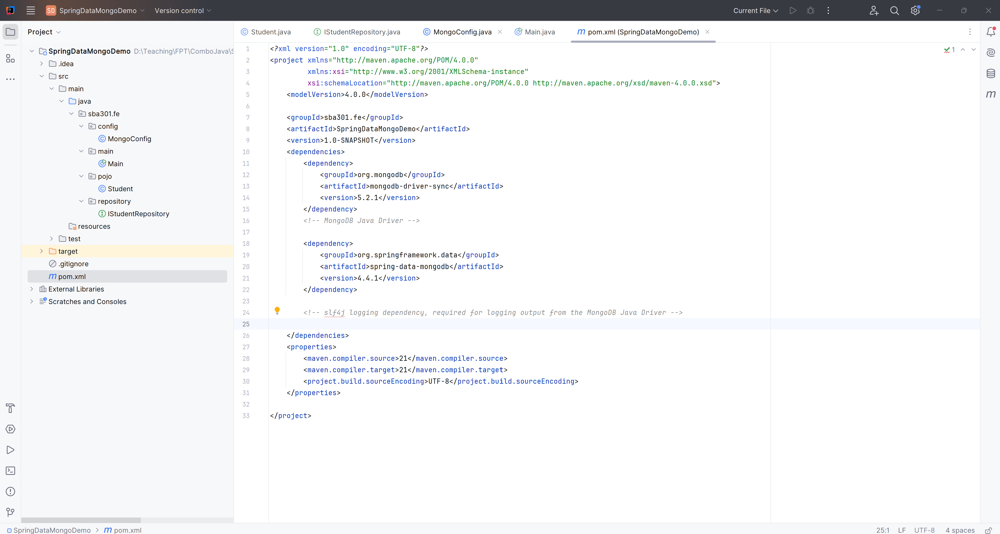 SD SpringDataMongoDemo Version control Current File
Project
SpringDataMongoDemo D:\Teaching\FPT\ComboJava\S
.idea
src
main
java
sba301.fe
config
MongoConfig
main
Main
pojo
Student
repository
IStudentRepository
resources
test
target
.gitignore
pom.xml
External Libraries
Scratches and Consoles
Student.java IStudentRepository.java MongoConfig.java Main.java pom.xml (SpringDataMongoDemo)
1
1 <?xml version="1.0" encoding="UTF-8"?>
2 <project xmlns="http://maven.apache.org/POM/4.0.0"
3 xmlns:xsi="http://www.w3.org/2001/XMLSchema-instance"
4 xsi:schemaLocation="http://maven.apache.org/POM/4.0.0 http://maven.apache.org/xsd/maven-4.0.0.xsd">
5 <modelVersion>4.0.0</modelVersion>
6
7 <groupId>sba301.fe</groupId>
8 <artifactId>SpringDataMongoDemo</artifactId>
9 <version>1.0-SNAPSHOT</version>
10 <dependencies>
11 <dependency>
12 <groupId>org.mongodb</groupId>
13 <artifactId>mongodb-driver-sync</artifactId>
14 <version>5.2.1</version>
15 </dependency>
16 <!-- MongoDB Java Driver -->
17
18 <dependency>
19 <groupId>org.springframework.data</groupId>
20 <artifactId>spring-data-mongodb</artifactId>
21 <version>4.4.1</version>
22 </dependency>
23
24 <!-- slf4j logging dependency, required for logging output from the MongoDB Java Driver -->
25
26 </dependencies>
27 <properties>
28 <maven.compiler.source>21</maven.compiler.source>
29 <maven.compiler.target>21</maven.compiler.target>
30 <project.build.sourceEncoding>UTF-8</project.build.sourceEncoding>
31 </properties>
32
33 </project>
SpringDataMongoDemo > m pom.xml 25:1 LF UTF-8 4 spaces